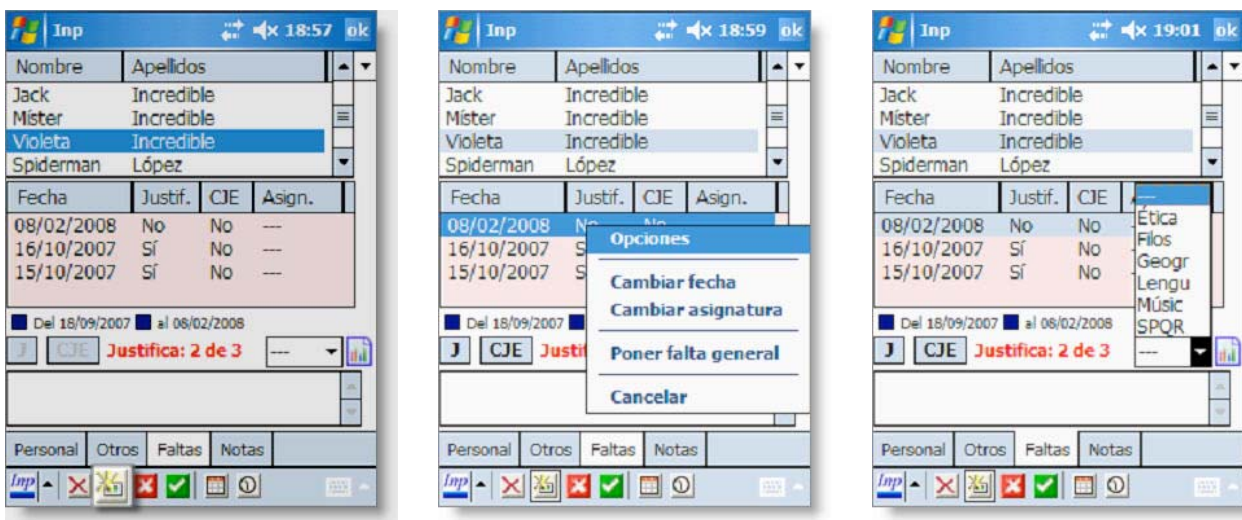 Inp 18:57 ok
Nombre Apellidos
Jack Incredible
Míster Incredible
Violeta Incredible
Spiderman López
Fecha Justif. CJE Asign.
08/02/2008 No No ---
16/10/2007 Sí No ---
15/10/2007 Sí No ---
Del 18/09/2007 al 08/02/2008
J CJE Justifica: 2 de 3 ---
Personal Otros Faltas Notas
Inp
Inp 18:59 ok
Nombre Apellidos
Jack Incredible
Míster Incredible
Violeta Incredible
Spiderman López
Fecha Justif. CJE Asign.
08/02/2008 No No
16/10/2007 S
15/10/2007 S
Opciones
Cambiar fecha
Cambiar asignatura
Poner falta general
Cancelar
Del 18/09/2007
J CJE Justif
Personal Otros Faltas Notas
Inp
Inp 19:01 ok
Nombre Apellidos
Jack Incredible
Míster Incredible
Violeta Incredible
Spiderman López
Fecha Justif. CJE
08/02/2008 No No
16/10/2007 Sí No
15/10/2007 Sí No
---
Ética
Filos
Geogr
Lengu
Músic
SPQR
Del 18/09/2007 al 08/02/2008
J CJE Justifica: 2 de 3 ---
Personal Otros Faltas Notas
Inp